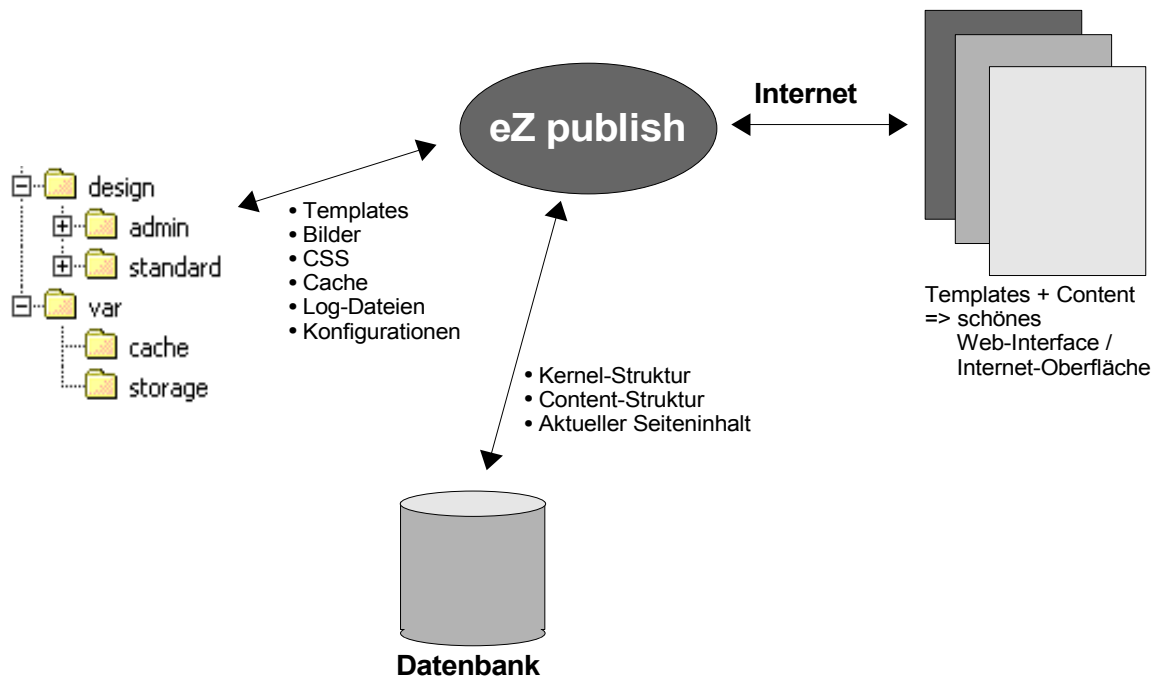 eZ publish
Internet
design
admin
standard
var
cache
storage
• Templates
• Bilder
• CSS
• Cache
• Log-Dateien
• Konfigurationen
Templates + Content
=> schönes
Web-Interface /
Internet-Oberfläche
• Kernel-Struktur
• Content-Struktur
• Aktueller Seiteninhalt
Datenbank